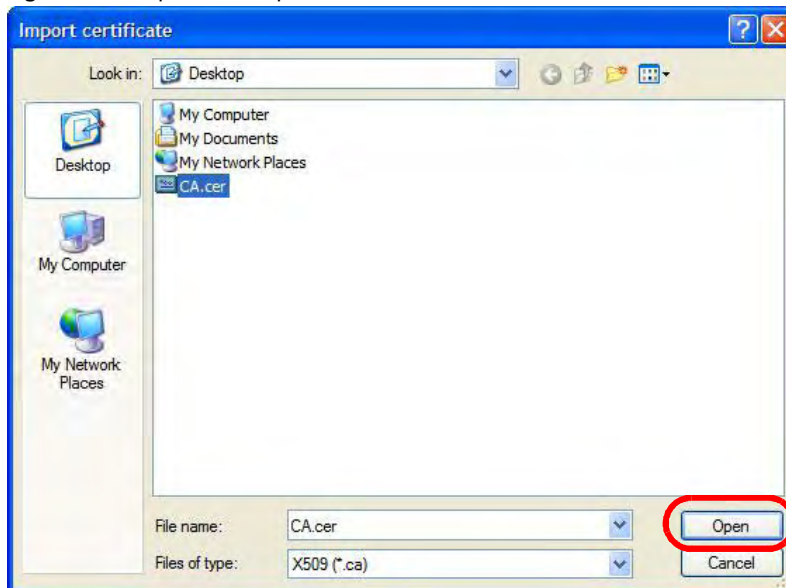 Import certificate
Look in:
Desktop
My Computer
My Documents
My Network Places
CA.cer
Desktop
My Computer
My Network
Places
File name:
CA.cer
Open
Files of type:
X509 (*.ca)
Cancel